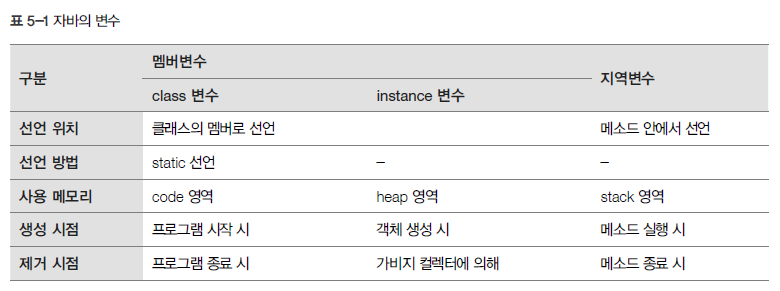 표 5-1 자바의 변수
구분 멤버변수 지역변수
class 변수 instance 변수
선언 위치 클래스의 멤버로 선언 메소드 안에서 선언
선언 방법 static 선언 – –
사용 메모리 code 영역 heap 영역 stack 영역
생성 시점 프로그램 시작 시 객체 생성 시 메소드 실행 시
제거 시점 프로그램 종료 시 가비지 컬렉터에 의해 메소드 종료 시